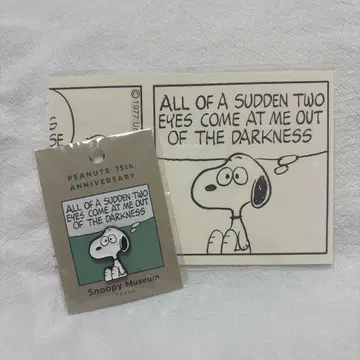 ©1977 U
SE
ALL OF A SUDDEN TWO
EYES COME AT ME OUT
OF THE DARKNESS
PEANUTS 75th
ANNIVERSARY
ALL OF A SUDDEN TWO
EYES COME AT ME OUT
OF THE DARKNESS
Snoopy Museum
TOKYO